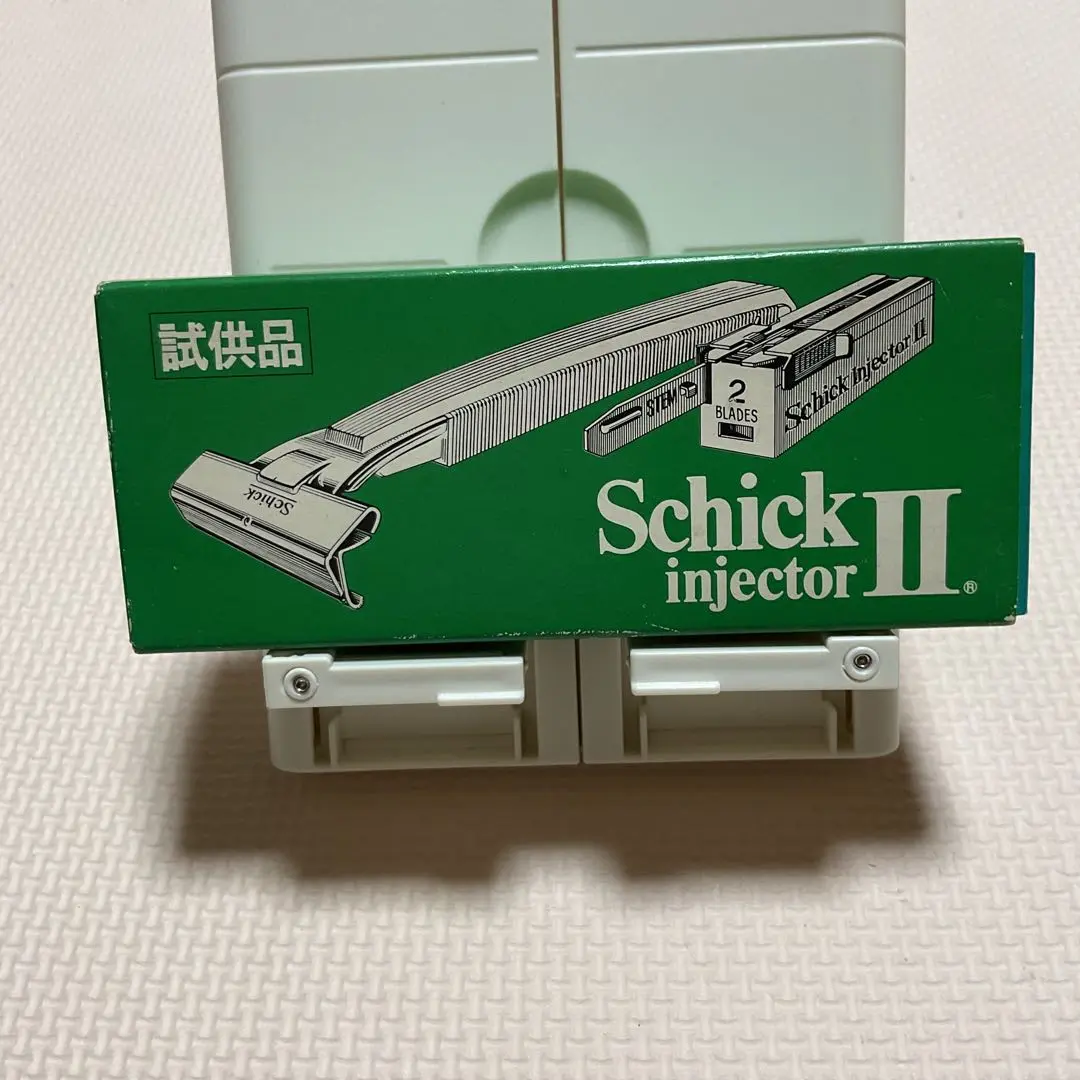 試供品
STEM
2
BLADES
Schick Injector II
Schick
Schick
injector II ®